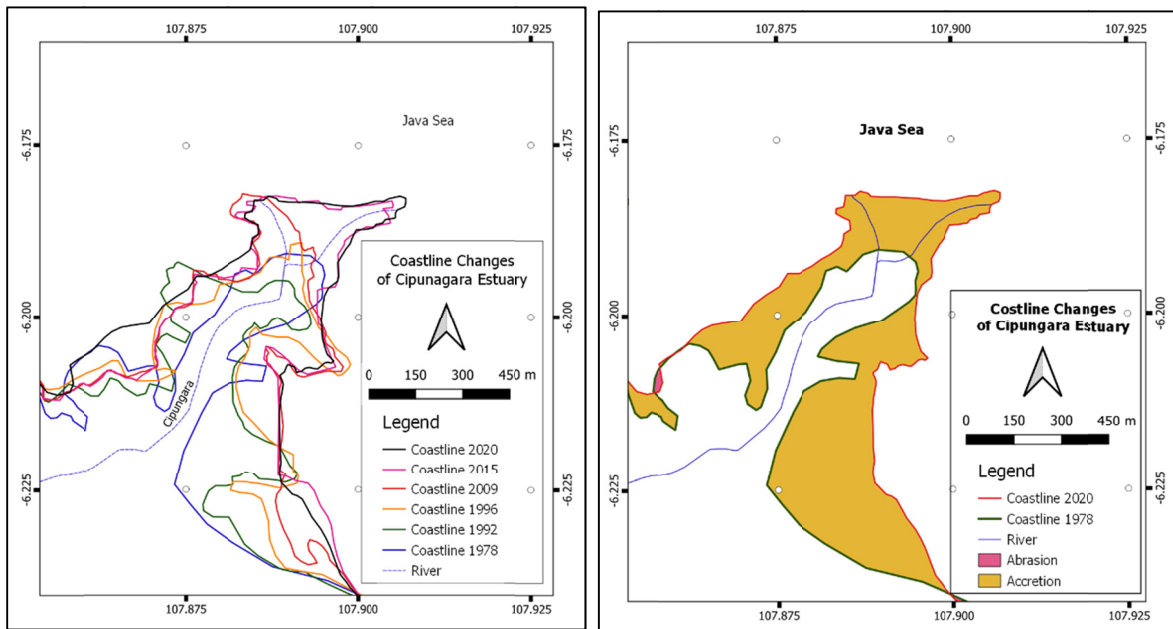 107.875 107.900 107.925
Java Sea
-6.175 -6.175
Coastline Changes
of Cipunagara Estuary
-6.200 -6.200
0 150 300 450 m
Cipungara
Legend
Coastline 2020
Coastline 2015
Coastline 2009
Coastline 1996
Coastline 1992
Coastline 1978
River
-6.225 -6.225
107.875 107.900 107.925
107.875 107.900 107.925
Java Sea
-6.175 -6.175
Costline Changes
of Cipungara Estuary
-6.200 -6.200
0 150 300 450 m
Legend
Coastline 2020
Coastline 1978
River
Abrasion
Accretion
-6.225 -6.225
107.875 107.900 107.925